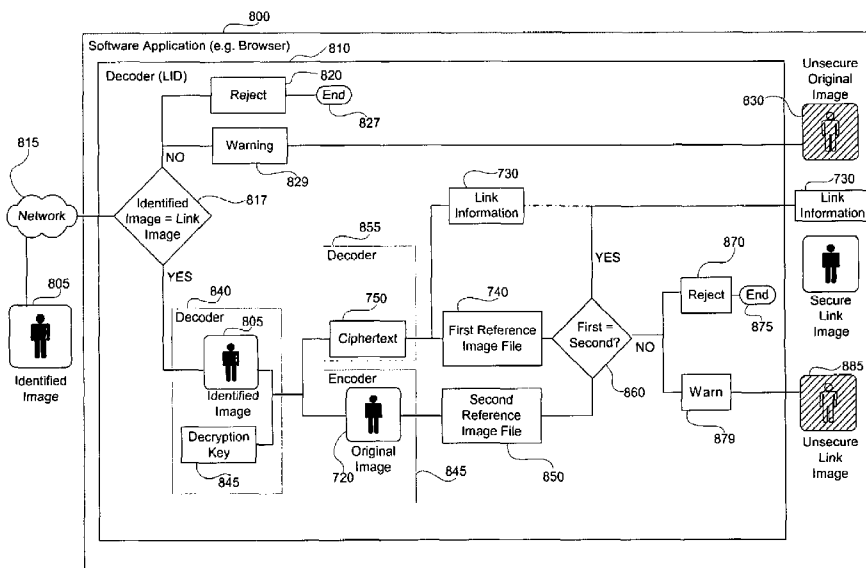 800
Software Application (e.g. Browser)
810
Decoder (LID)
820
Reject
End
827
Unsecure
Original
Image
830
Warning
829
NO
815
Network
817
Identified
Image = Link
Image
730
Link
Information
730
Link
Information
YES
855
Decoder
YES
805
Identified
Image
840
Decoder
805
Identified
Image
Decryption
Key
845
750
Ciphertext
740
First Reference
Image File
First =
Second?
860
NO
870
Reject
End
875
Secure
Link
Image
Encoder
720
Original
Image
845
Second
Reference
Image File
850
Warn
879
885
Unsecure
Link
Image